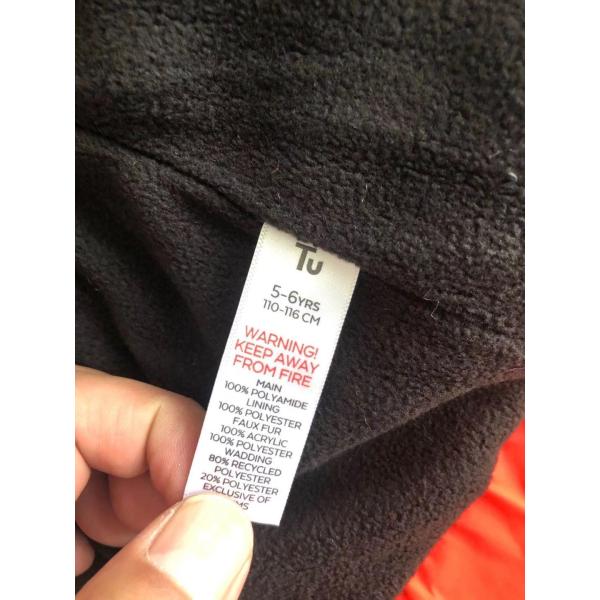 Tu
5-6YRS
110-116 CM
WARNING!
KEEP AWAY
FROM FIRE
MAIN
100% POLYAMIDE
LINING
100% POLYESTER
FAUX FUR
100% ACRYLIC
100% POLYESTER
WADDING
80% RECYCLED
POLYESTER
20% POLYESTER
EXCLUSIVE OF